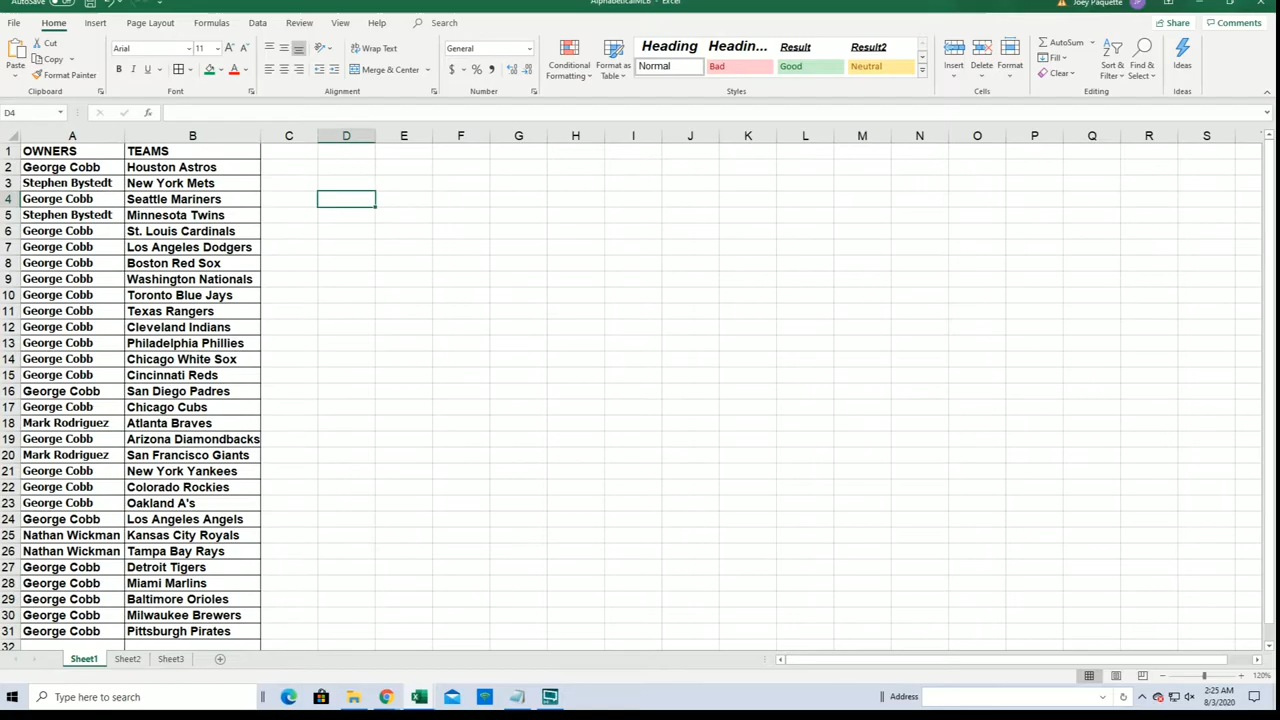 AutoSave Off AlphabeticalMLB - Excel Joey Paquette JP
File Home Insert Page Layout Formulas Data Review View Help Search Share Comments
Paste Cut Copy Format Painter Clipboard
Arial 11 A A B I U A Font
Wrap Text Merge & Center Alignment
General $ % , Number
Conditional Formatting Format as Table
Heading Headin... Result Result2
Normal Bad Good Neutral Styles
Insert Delete Format Cells
AutoSum Fill Clear Sort & Filter Find & Select Editing
Ideas Ideas
D4 fx
A B C D E F G H I J K L M N O P Q R S
1 OWNERS TEAMS
2 George Cobb Houston Astros
3 Stephen Bystedt New York Mets
4 George Cobb Seattle Mariners
5 Stephen Bystedt Minnesota Twins
6 George Cobb St. Louis Cardinals
7 George Cobb Los Angeles Dodgers
8 George Cobb Boston Red Sox
9 George Cobb Washington Nationals
10 George Cobb Toronto Blue Jays
11 George Cobb Texas Rangers
12 George Cobb Cleveland Indians
13 George Cobb Philadelphia Phillies
14 George Cobb Chicago White Sox
15 George Cobb Cincinnati Reds
16 George Cobb San Diego Padres
17 George Cobb Chicago Cubs
18 Mark Rodriguez Atlanta Braves
19 George Cobb Arizona Diamondbacks
20 Mark Rodriguez San Francisco Giants
21 George Cobb New York Yankees
22 George Cobb Colorado Rockies
23 George Cobb Oakland A's
24 George Cobb Los Angeles Angels
25 Nathan Wickman Kansas City Royals
26 Nathan Wickman Tampa Bay Rays
27 George Cobb Detroit Tigers
28 George Cobb Miami Marlins
29 George Cobb Baltimore Orioles
30 George Cobb Milwaukee Brewers
31 George Cobb Pittsburgh Pirates
32
Sheet1 Sheet2 Sheet3
120%
Type here to search Address 2:25 AM
8/3/2020